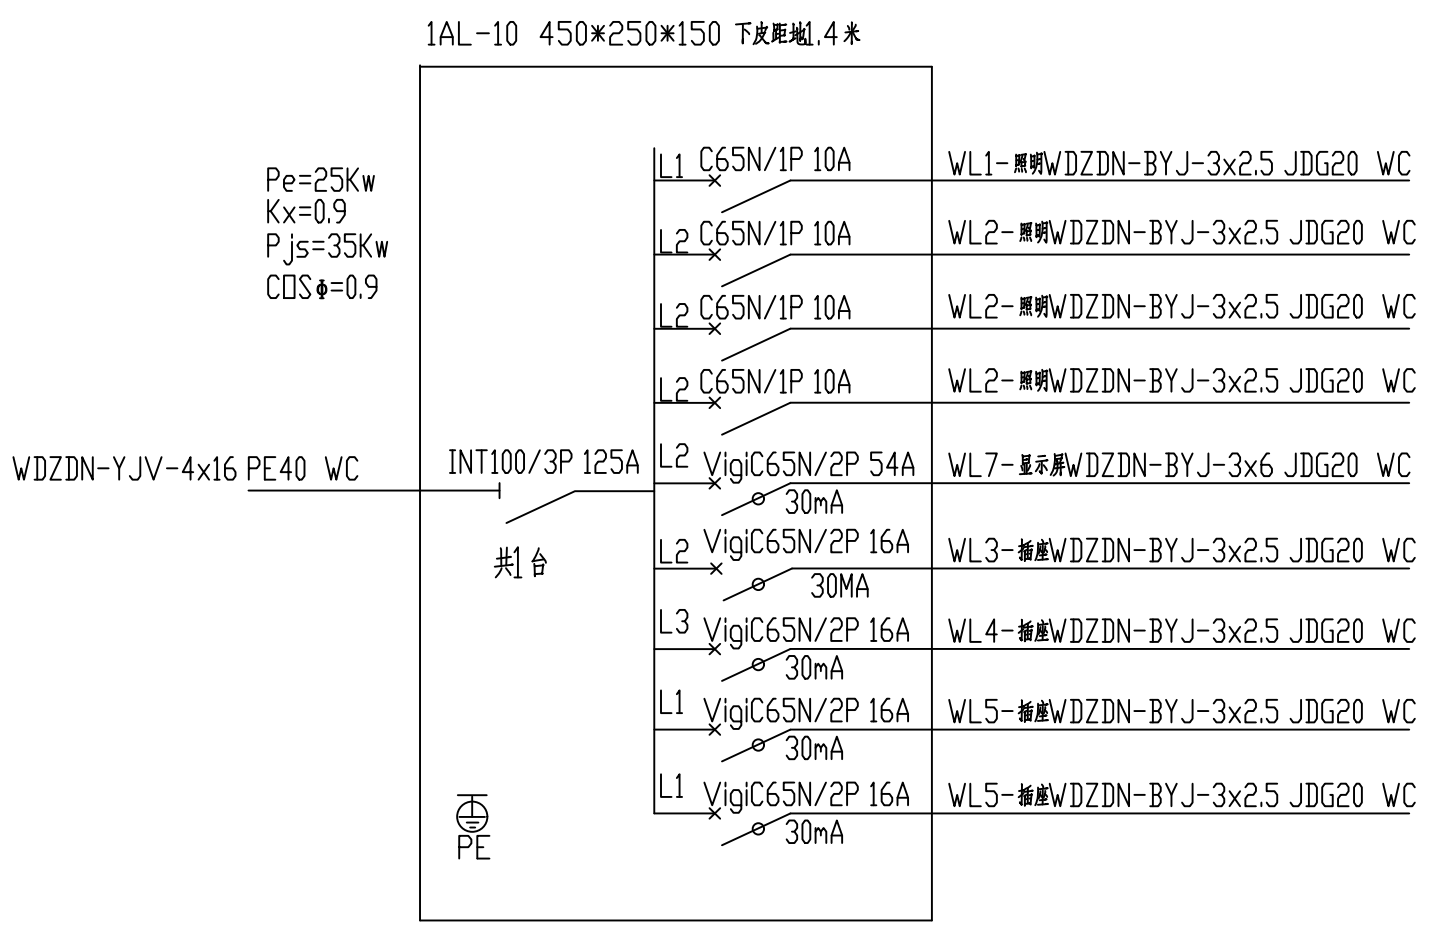 1AL-10 450*250*150 下皮距地1.4米
Pe=25Kw
Kx=0.9
Pjs=35Kw
COSΦ=0.9
WDZDN-YJV-4x16 PE40 WC
INT100/3P 125A
共1台
PE
L1 C65N/1P 10A WL1-照明WDZDN-BYJ-3x2.5 JDG20 WC
L2 C65N/1P 10A WL2-照明WDZDN-BYJ-3x2.5 JDG20 WC
L2 C65N/1P 10A WL2-照明WDZDN-BYJ-3x2.5 JDG20 WC
L2 C65N/1P 10A WL2-照明WDZDN-BYJ-3x2.5 JDG20 WC
L2 VigiC65N/2P 54A WL7-显示屏WDZDN-BYJ-3x6 JDG20 WC
30mA
L2 VigiC65N/2P 16A WL3-插座WDZDN-BYJ-3x2.5 JDG20 WC
30MA
L3 VigiC65N/2P 16A WL4-插座WDZDN-BYJ-3x2.5 JDG20 WC
30mA
L1 VigiC65N/2P 16A WL5-插座WDZDN-BYJ-3x2.5 JDG20 WC
30mA
L1 VigiC65N/2P 16A WL5-插座WDZDN-BYJ-3x2.5 JDG20 WC
30mA